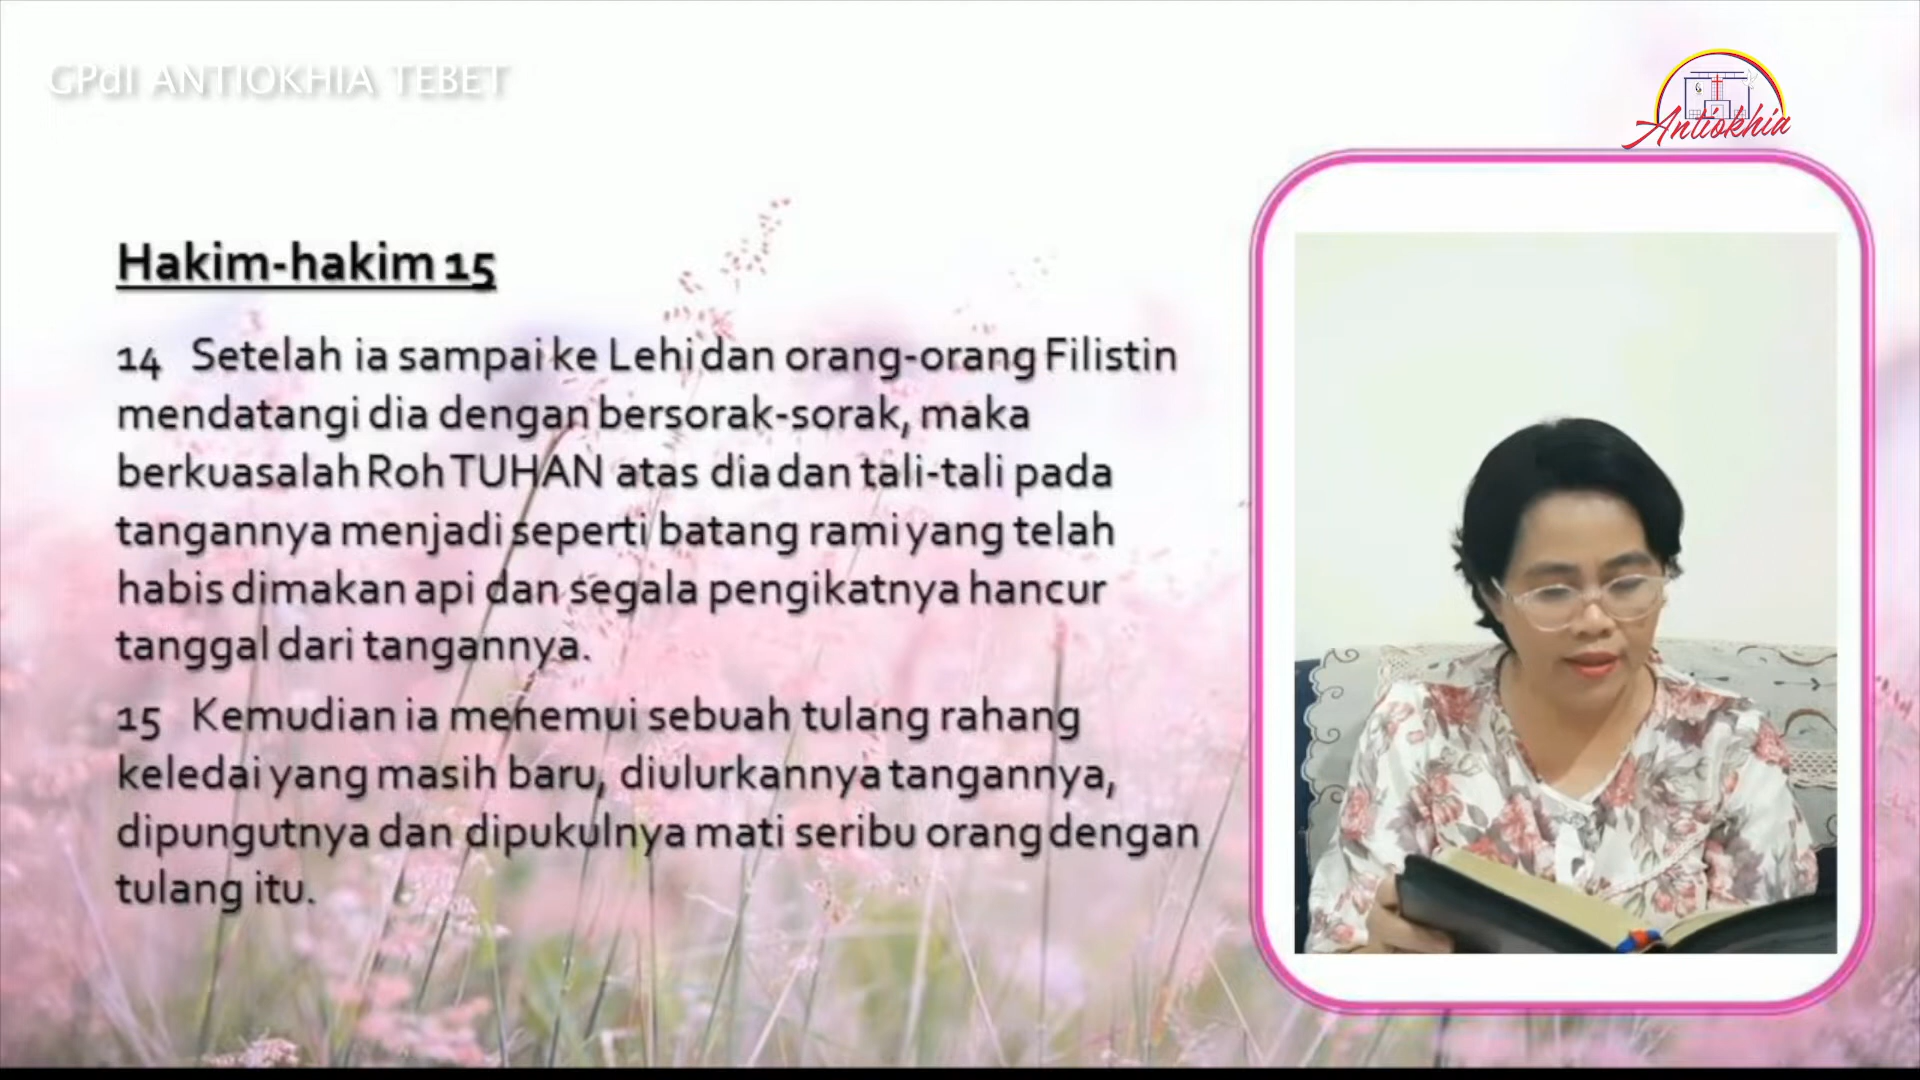 GPdI ANTIOKHIA TEBET
Antiokhia
Hakim-hakim 15
14 Setelah ia sampai ke Lehi dan orang-orang Filistin
mendatangi dia dengan bersorak-sorak, maka
berkuasalah Roh TUHAN atas dia dan tali-tali pada
tangannya menjadi seperti batang rami yang telah
habis dimakan api dan segala pengikatnya hancur
tanggal dari tangannya.
15 Kemudian ia menemui sebuah tulang rahang
keledai yang masih baru, diulurkannya tangannya,
dipungutnya dan dipukulnya mati seribu orang dengan
tulang itu.